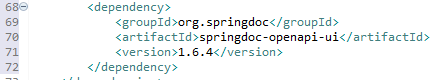 68 <dependency>
69 <groupId>org.springdoc</groupId>
70 <artifactId>springdoc-openapi-ui</artifactId>
71 <version>1.6.4</version>
72 </dependency>